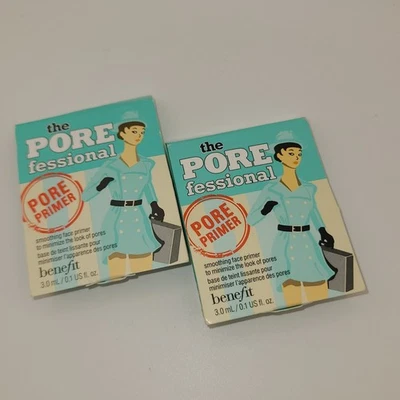 the
PORE
fessional
PORE
PRIMER
smoothing face primer
to minimize the look of pores
base de teint lissante pour
minimiser l'apparence des pores
benefit
3.0 mL / 0.1 US fl. oz.
the
PORE
fessional
PORE
PRIMER
smoothing face primer
to minimize the look of pores
base de teint lissante pour
minimiser l'apparence des pores
benefit
3.0 mL / 0.1 US fl. oz.